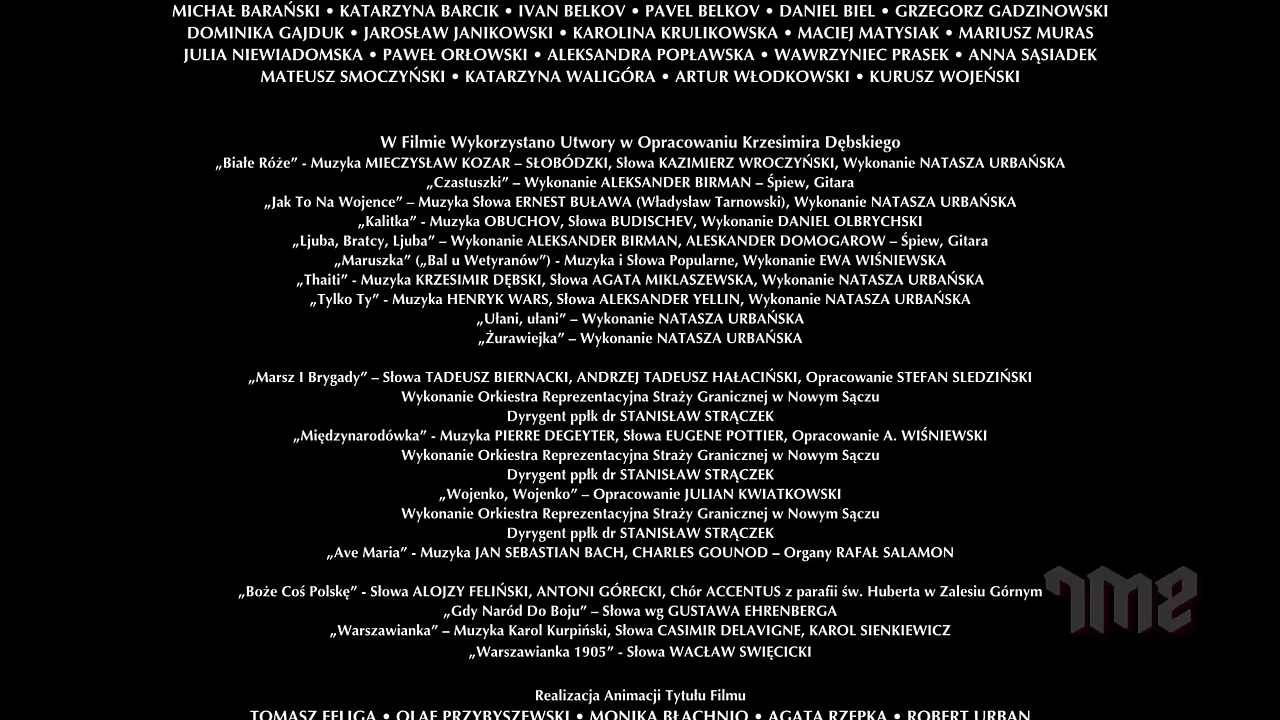 MICHAŁ BARAŃSKI • KATARZYNA BARCIK • IVAN BELKOV • PAVEL BELKOV • DANIEL BIEL • GRZEGORZ GADZINOWSKI
DOMINIKA GAJDUK • JAROSŁAW JANIKOWSKI • KAROLINA KRULIKOWSKA • MACIEJ MATYSIAK • MARIUSZ MURAS
JULIA NIEWIADOMSKA • PAWEŁ ORŁOWSKI • ALEKSANDRA POPŁAWSKA • WAWRZYNIEC PRASEK • ANNA SĄSIADEK
MATEUSZ SMOCZYŃSKI • KATARZYNA WALIGÓRA • ARTUR WŁODKOWSKI • KURUSZ WOJEŃSKI
W Filmie Wykorzystano Utwory w Opracowaniu Krzesimira Dębskiego
„Białe Róże” - Muzyka MIECZYSŁAW KOZAR – SŁOBÓDZKI, Słowa KAZIMIERZ WROCZYŃSKI, Wykonanie NATASZA URBAŃSKA
„Czastuszki” – Wykonanie ALEKSANDER BIRMAN – Śpiew, Gitara
„Jak To Na Wojence” – Muzyka Słowa ERNEST BUŁAWA (Władysław Tarnowski), Wykonanie NATASZA URBAŃSKA
„Kalitka” - Muzyka OBUCHOV, Słowa BUDISCHEV, Wykonanie DANIEL OLBRYCHSKI
„Ljuba, Bratcy, Ljuba” – Wykonanie ALEKSANDER BIRMAN, ALESKANDER DOMOGAROW – Śpiew, Gitara
„Maruszka” („Bal u Wetyranów”) - Muzyka i Słowa Popularne, Wykonanie EWA WIŚNIEWSKA
„Thaiti” - Muzyka KRZESIMIR DĘBSKI, Słowa AGATA MIKLASZEWSKA, Wykonanie NATASZA URBAŃSKA
„Tylko Ty” - Muzyka HENRYK WARS, Słowa ALEKSANDER YELLIN, Wykonanie NATASZA URBAŃSKA
„Ułani, ułani” – Wykonanie NATASZA URBAŃSKA
„Żurawiejka” – Wykonanie NATASZA URBAŃSKA
„Marsz I Brygady” – Słowa TADEUSZ BIERNACKI, ANDRZEJ TADEUSZ HAŁACIŃSKI, Opracowanie STEFAN SLEDZIŃSKI
Wykonanie Orkiestra Reprezentacyjna Straży Granicznej w Nowym Sączu
Dyrygent ppłk dr STANISŁAW STRĄCZEK
„Międzynarodówka” - Muzyka PIERRE DEGEYTER, Słowa EUGENE POTTIER, Opracowanie A. WIŚNIEWSKI
Wykonanie Orkiestra Reprezentacyjna Straży Granicznej w Nowym Sączu
Dyrygent ppłk dr STANISŁAW STRĄCZEK
„Wojenko, Wojenko” – Opracowanie JULIAN KWIATKOWSKI
Wykonanie Orkiestra Reprezentacyjna Straży Granicznej w Nowym Sączu
Dyrygent ppłk dr STANISŁAW STRĄCZEK
„Ave Maria” - Muzyka JAN SEBASTIAN BACH, CHARLES GOUNOD – Organy RAFAŁ SALAMON
„Boże Coś Polskę” - Słowa ALOJZY FELIŃSKI, ANTONI GÓRECKI, Chór ACCENTUS z parafii św. Huberta w Zalesiu Górnym
„Gdy Naród Do Boju” – Słowa wg GUSTAWA EHRENBERGA
„Warszawianka” – Muzyka Karol Kurpiński, Słowa CASIMIR DELAVIGNE, KAROL SIENKIEWICZ
„Warszawianka 1905” - Słowa WACŁAW SWIĘCICKI
Realizacja Animacji Tytułu Filmu
TOMASZ FELIGA • OLAF PRZYBYSZEWSKI • MONIKA BŁACHNIO • AGATA RZEPKA • ROBERT URBAN